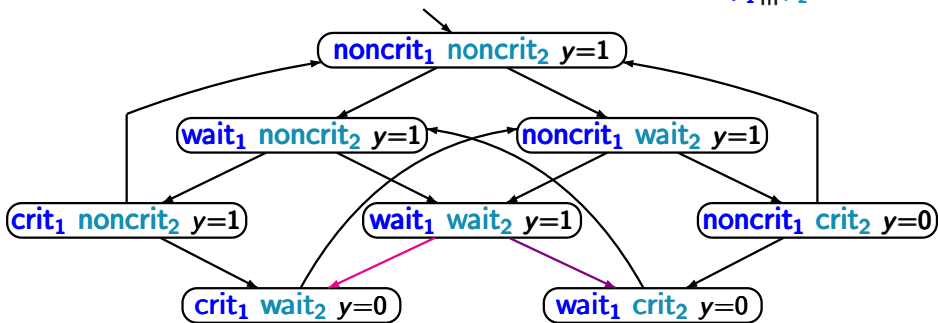 noncrit₁ noncrit₂ y=1
wait₁ noncrit₂ y=1
noncrit₁ wait₂ y=1
crit₁ noncrit₂ y=1
wait₁ wait₂ y=1
noncrit₁ crit₂ y=0
crit₁ wait₂ y=0
wait₁ crit₂ y=0